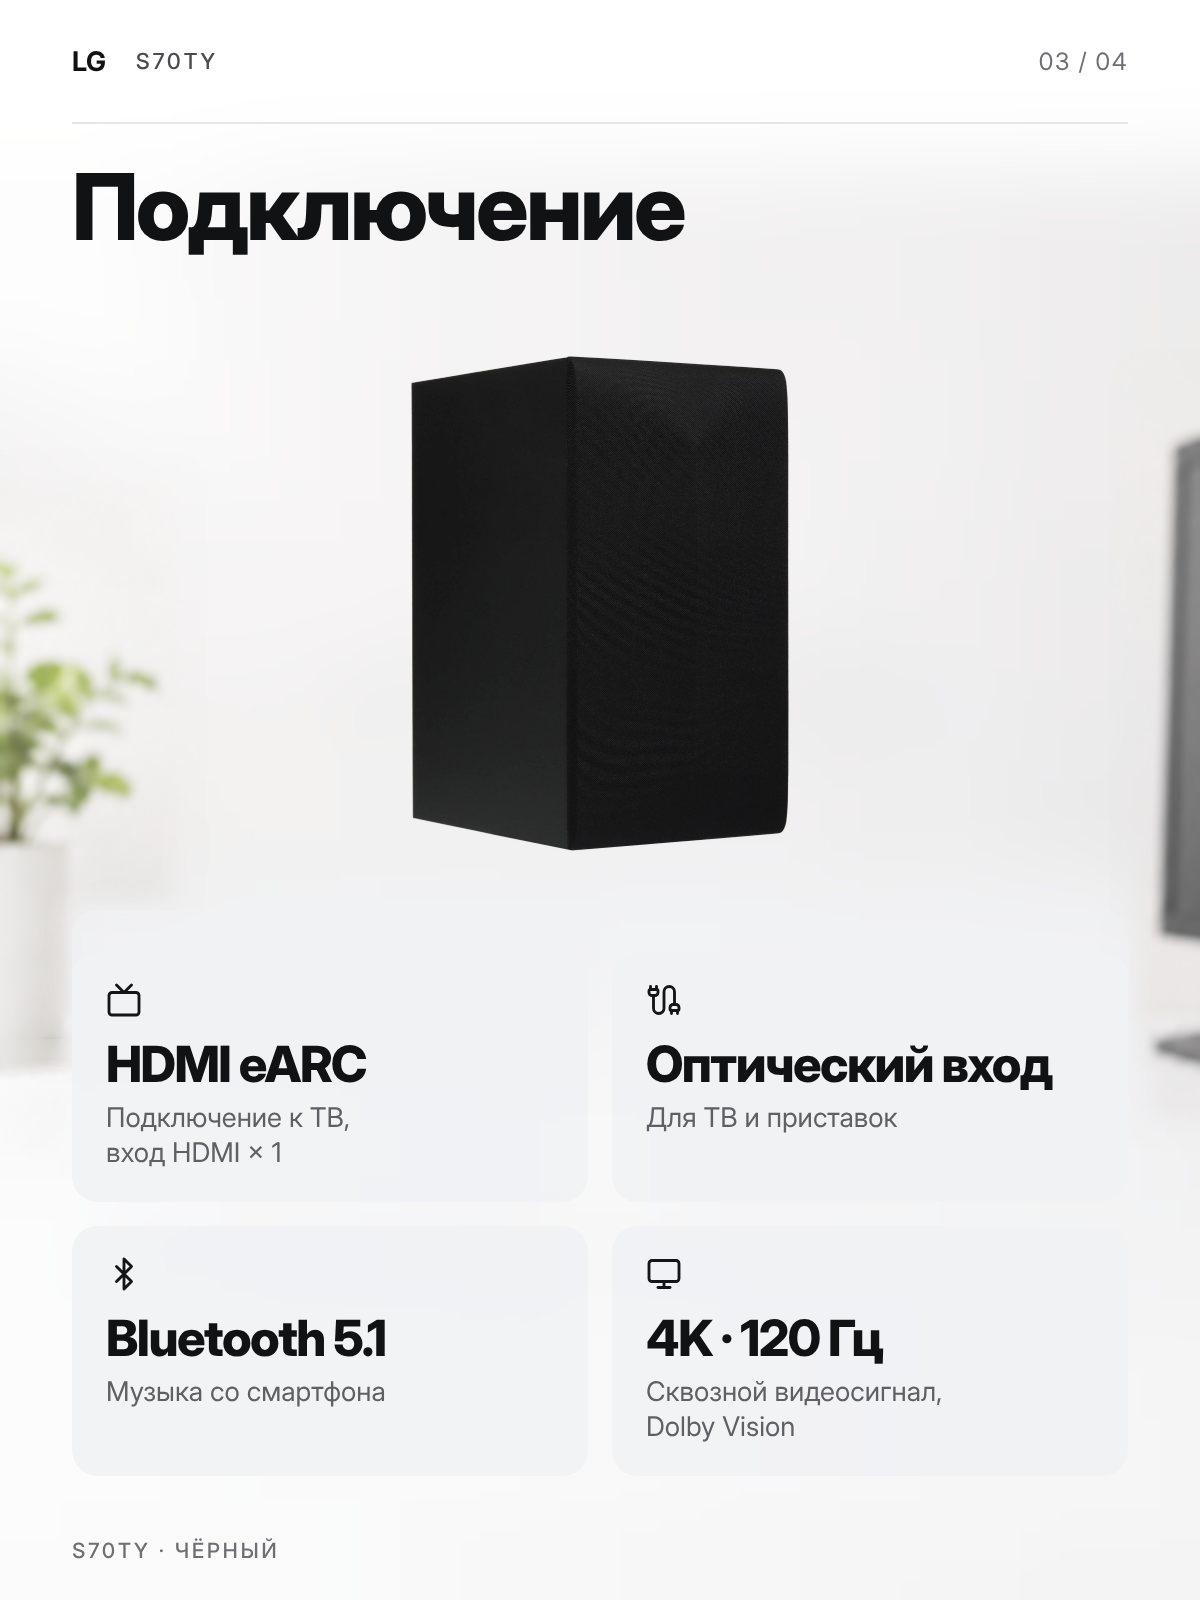 LG S70TY 03 / 04
Подключение
HDMI eARC
Подключение к ТВ,
вход HDMI × 1
Оптический вход
Для ТВ и приставок
Bluetooth 5.1
Музыка со смартфона
4K · 120 Гц
Сквозной видеосигнал,
Dolby Vision
S70TY · ЧЁРНЫЙ